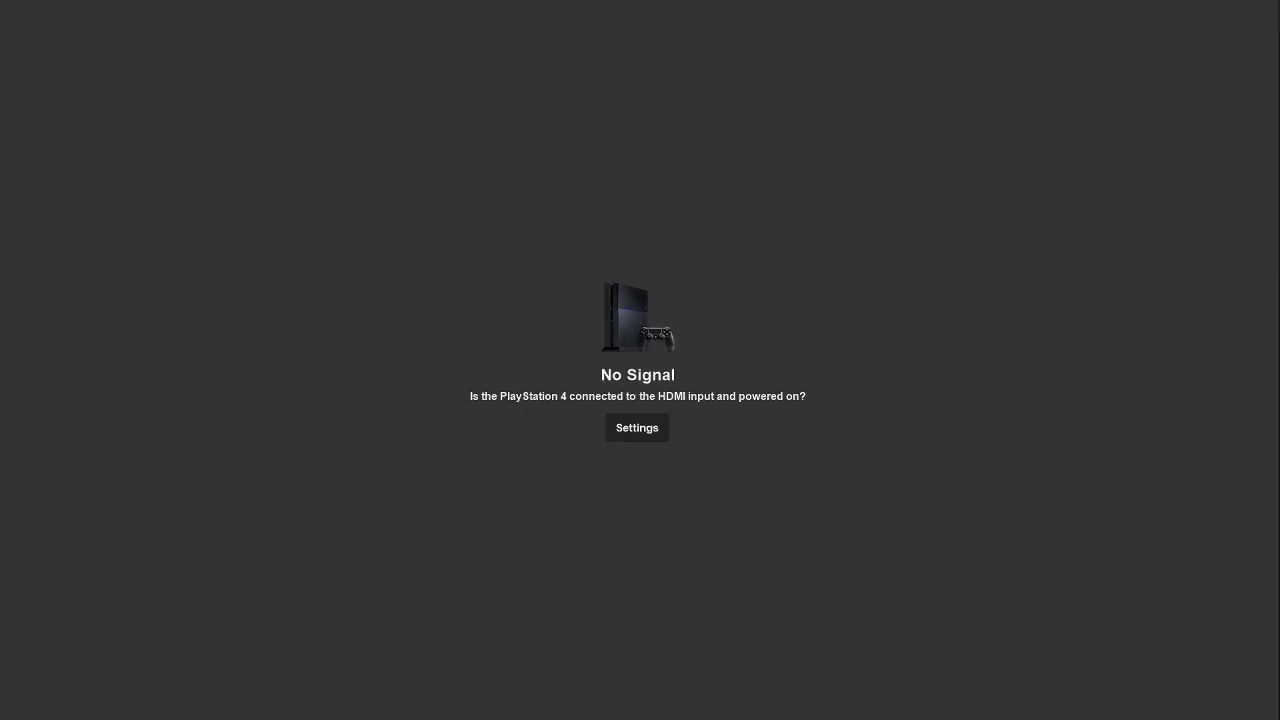 No Signal
Is the PlayStation 4 connected to the HDMI input and powered on?
Settings